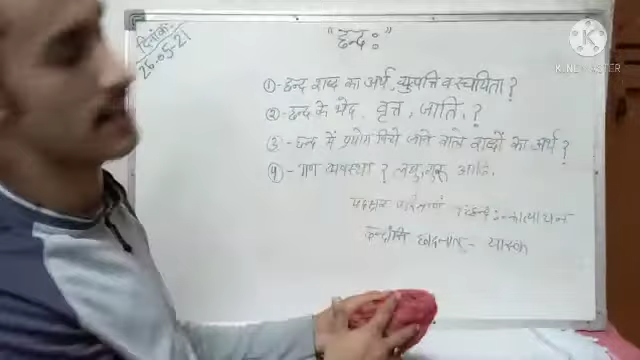 दिनांक:-
26-05-21
"छन्द:"
①- छन्द शब्द का अर्थ, व्युत्पत्ति व रचयिता?
②- छन्द के भेद, वृत्त, जाति,?
③- छन्द में प्रयोग किये जाने वाले शब्दों का अर्थ?
④- गण व्यवस्था? लघु, गुरू आदि.
छन्दांसि छादनात्- यास्क
KINEMASTER